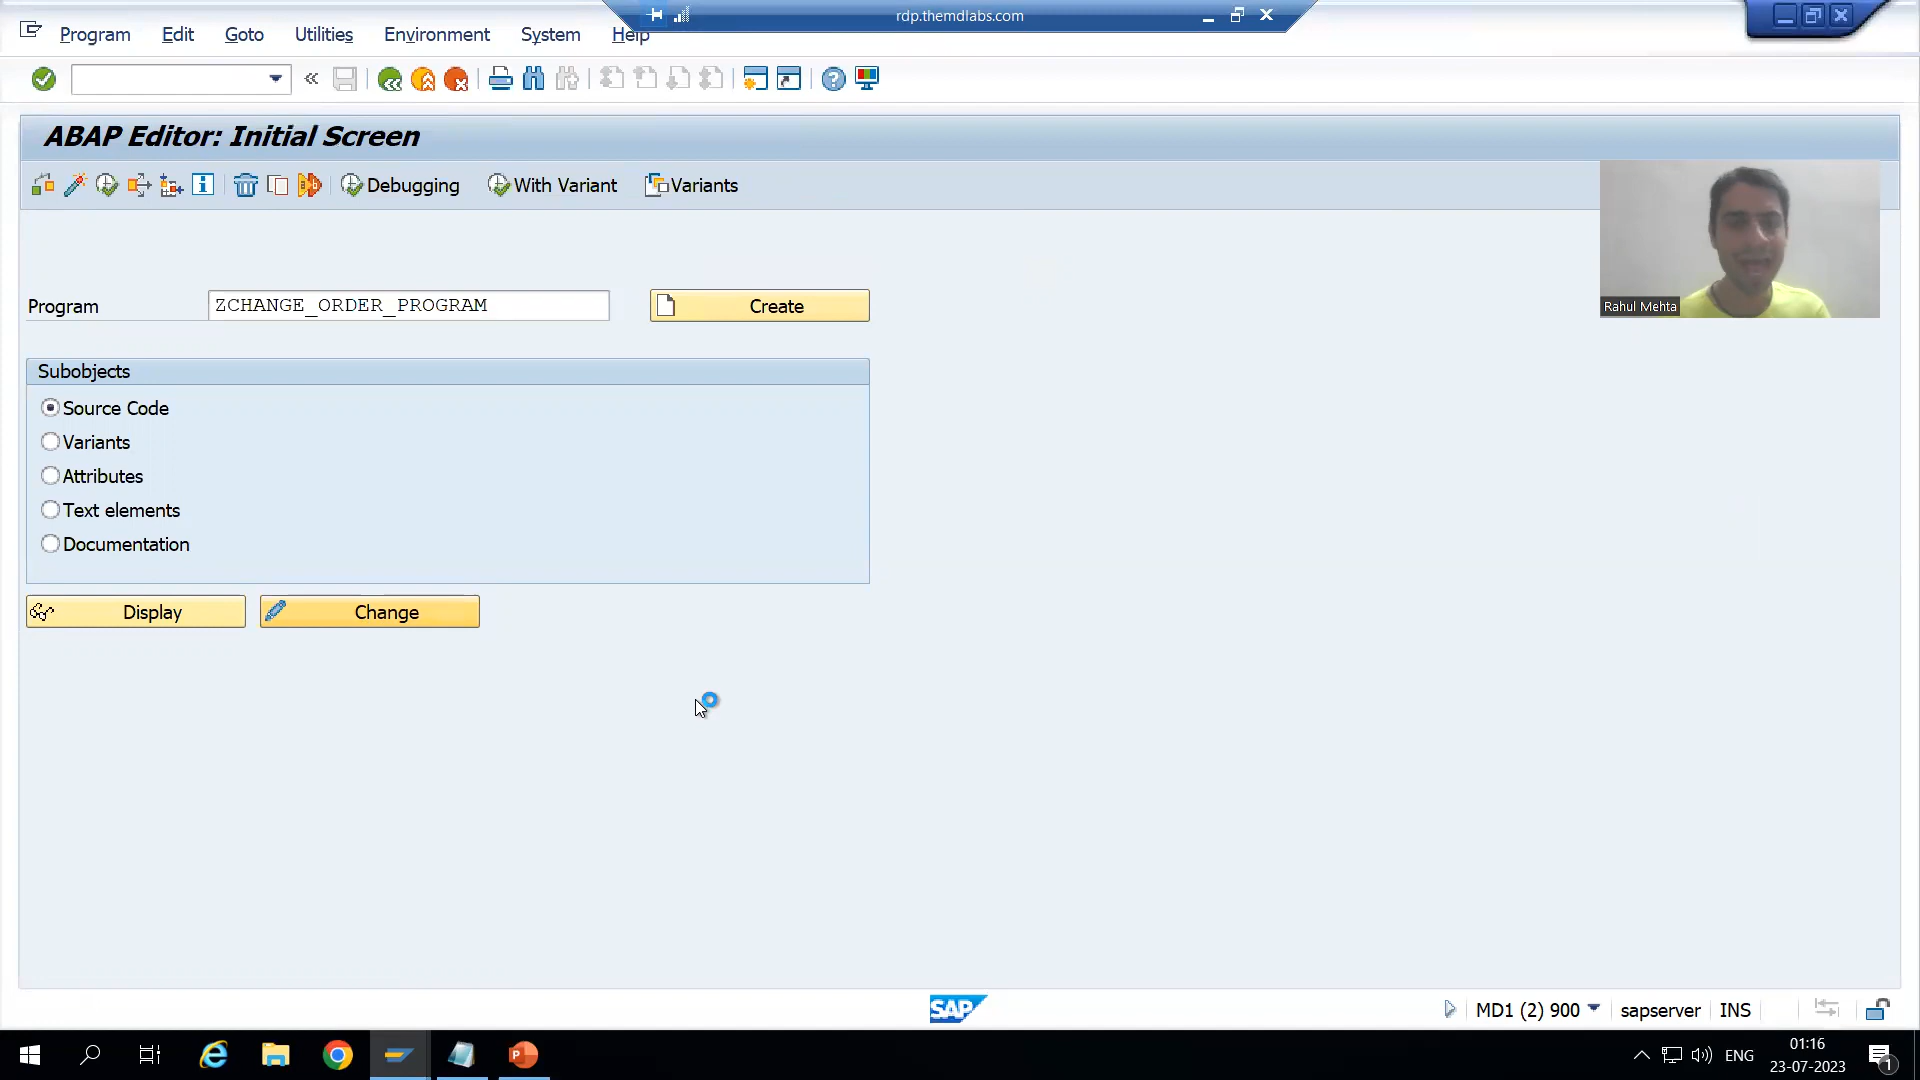 rdp.themdlabs.com
Program Edit Goto Utilities Environment System Help
«
ABAP Editor: Initial Screen
Debugging With Variant Variants
Rahul Mehta
Program ZCHANGE_ORDER_PROGRAM Create
Subobjects
Source Code
Variants
Attributes
Text elements
Documentation
Display Change
SAP MD1 (2) 900 sapserver INS
ENG 01:16
23-07-2023 1